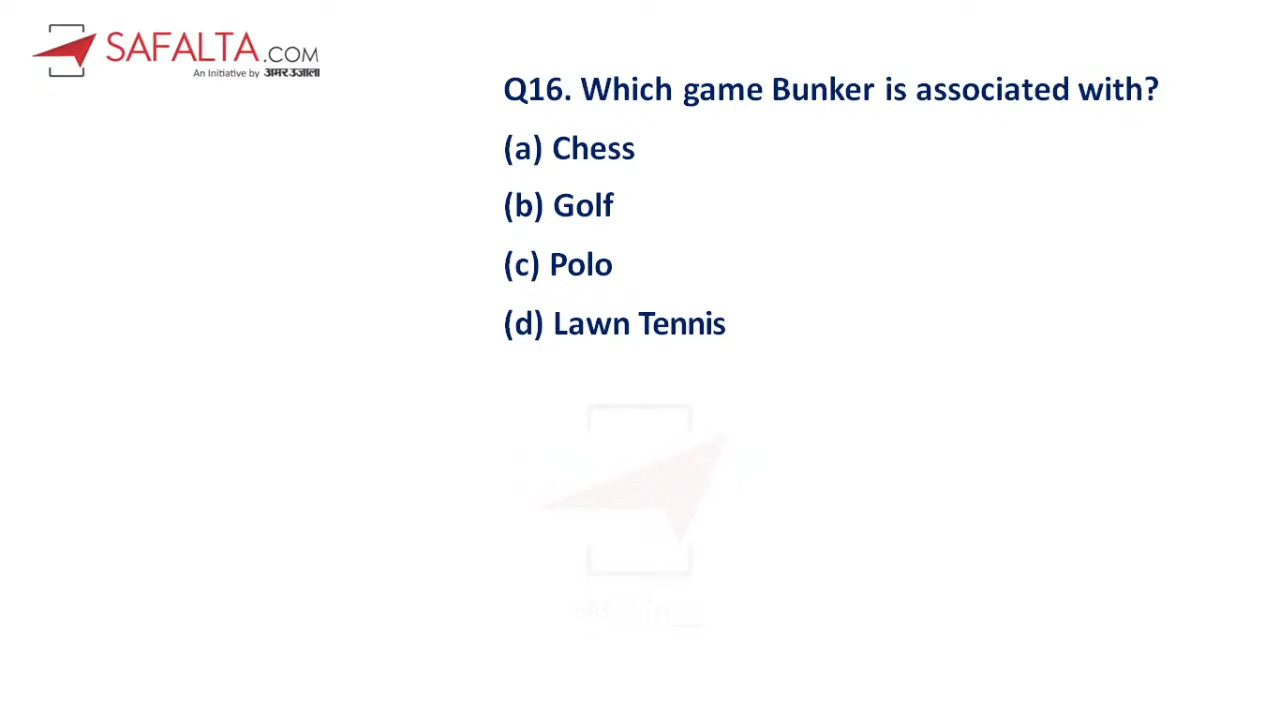 SAFALTA.COM
An Initiative by अमर उजाला
Q16. Which game Bunker is associated with?
(a) Chess
(b) Golf
(c) Polo
(d) Lawn Tennis